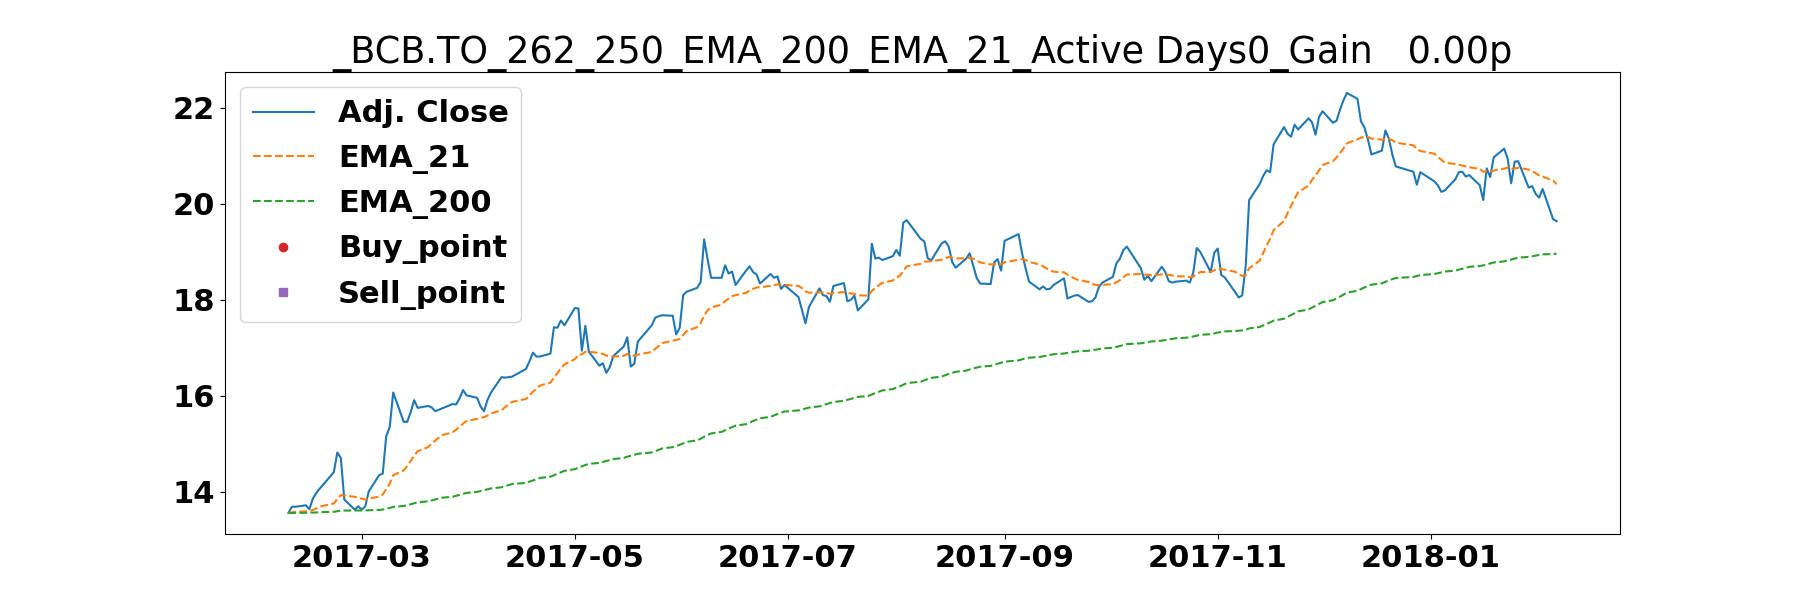 _BCB.TO_262_250_EMA_200_EMA_21_Active Days0_Gain   0.00p
22
20
18
16
14
Adj. Close
EMA_21
EMA_200
Buy_point
Sell_point
2017-03 2017-05 2017-07 2017-09 2017-11 2018-01